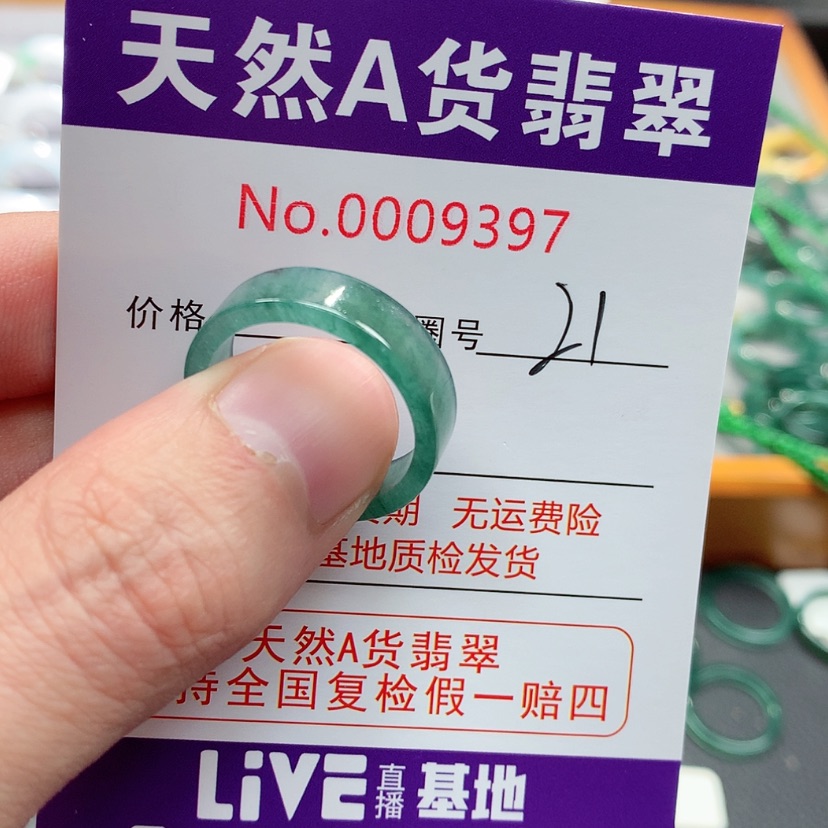 天然A货翡翠
No.0009397
价格 圈号 21
期 无运费险
基地质检发货
天然A货翡翠
持全国复检假一赔四
LiVE直播基地